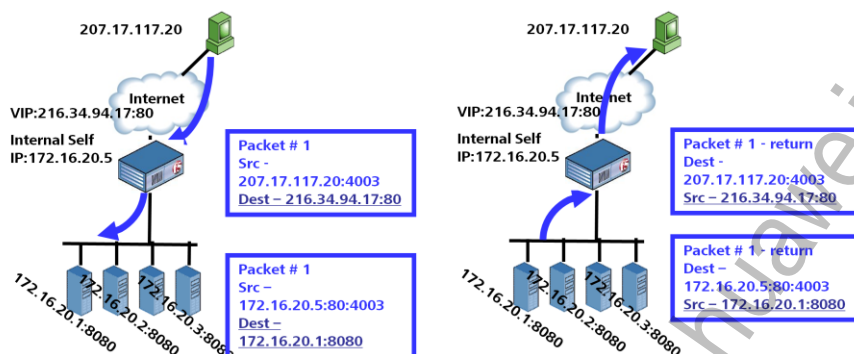 207.17.117.20
Internet
VIP:216.34.94.17:80
Internal Self
IP:172.16.20.5
Packet # 1
Src -
207.17.117.20:4003
Dest – 216.34.94.17:80
Packet # 1
Src –
172.16.20.5:80:4003
Dest –
172.16.20.1:8080
172.16.20.1:8080
172.16.20.2:8080
172.16.20.3:8080
207.17.117.20
Internet
VIP:216.34.94.17:80
Internal Self
IP:172.16.20.5
Packet # 1 - return
Dest -
207.17.117.20:4003
Src – 216.34.94.17:80
Packet # 1 - return
Dest –
172.16.20.5:80:4003
Src – 172.16.20.1:8080
172.16.20.1:8080
172.16.20.2:8080
172.16.20.3:8080
huawei